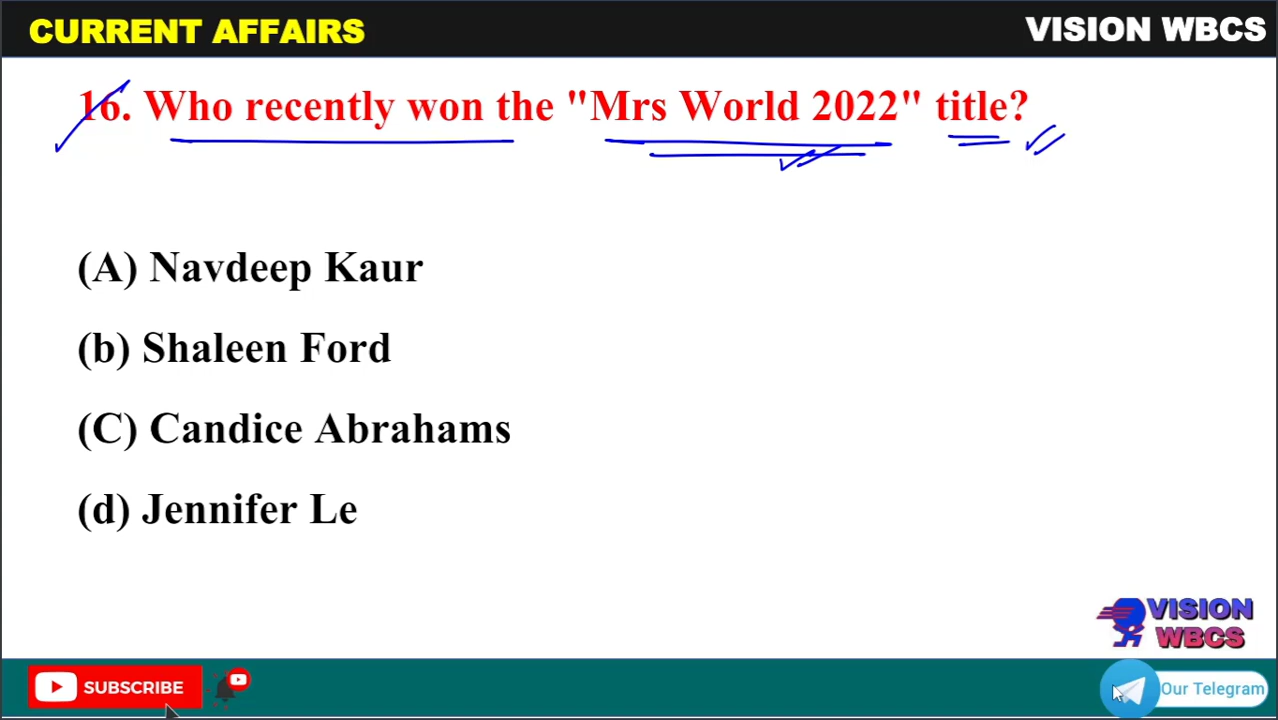 CURRENT AFFAIRS
VISION WBCS
16. Who recently won the "Mrs World 2022" title?
(A) Navdeep Kaur
(b) Shaleen Ford
(C) Candice Abrahams
(d) Jennifer Le
VISION
WBCS
SUBSCRIBE
Our Telegram